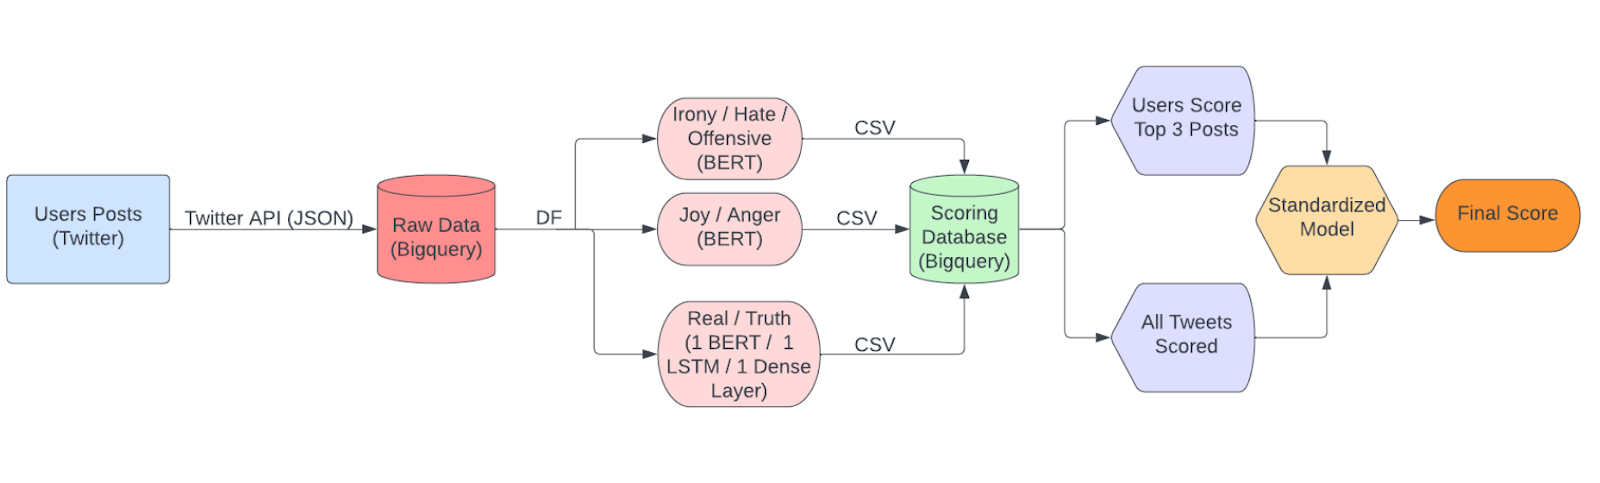 Users Posts
(Twitter)
Twitter API (JSON)
Raw Data
(Bigquery)
DF
Irony / Hate /
Offensive
(BERT)
CSV
Joy / Anger
(BERT)
CSV
Real / Truth
(1 BERT / 1
LSTM / 1 Dense
Layer)
CSV
Scoring
Database
(Bigquery)
Users Score
Top 3 Posts
All Tweets
Scored
Standardized
Model
Final Score